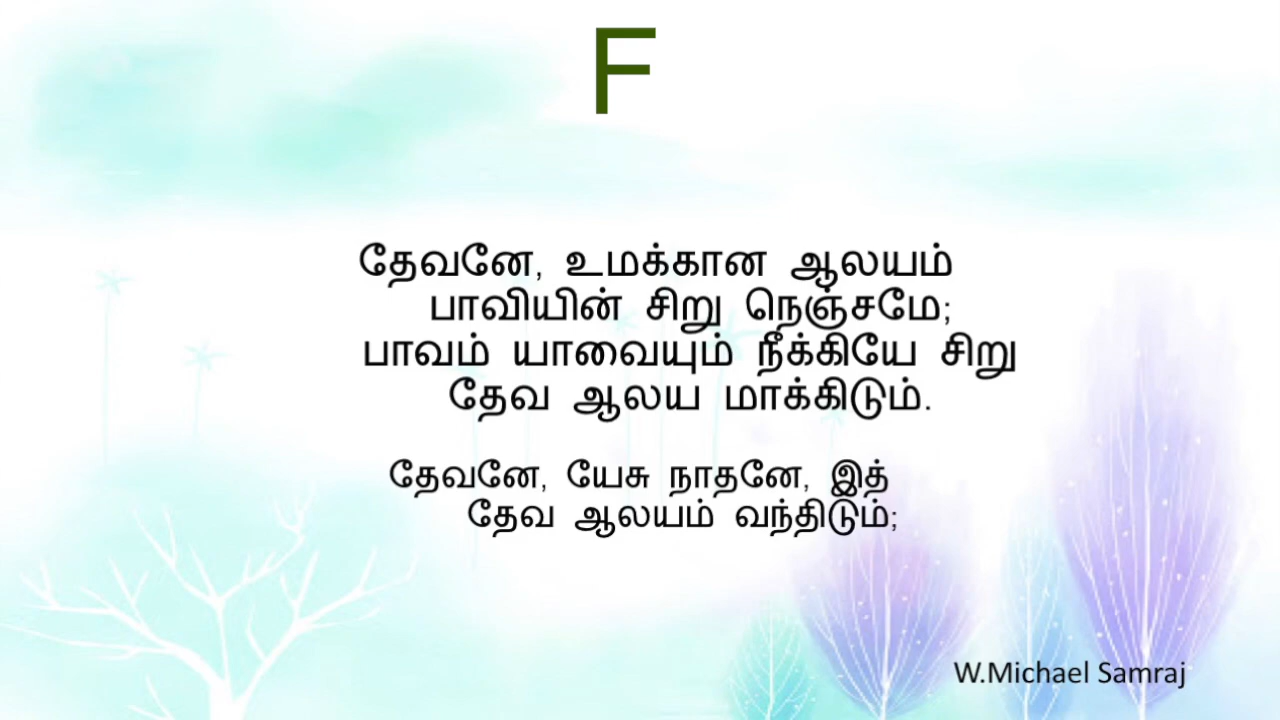 F
தேவனே, உமக்கான ஆலயம்
பாவியின் சிறு நெஞ்சமே;
பாவம் யாவையும் நீக்கியே சிறு
தேவ ஆலய மாக்கிடும்.
தேவனே, யேசு நாதனே, இத்
தேவ ஆலயம் வந்திடும்;
W.Michael Samraj